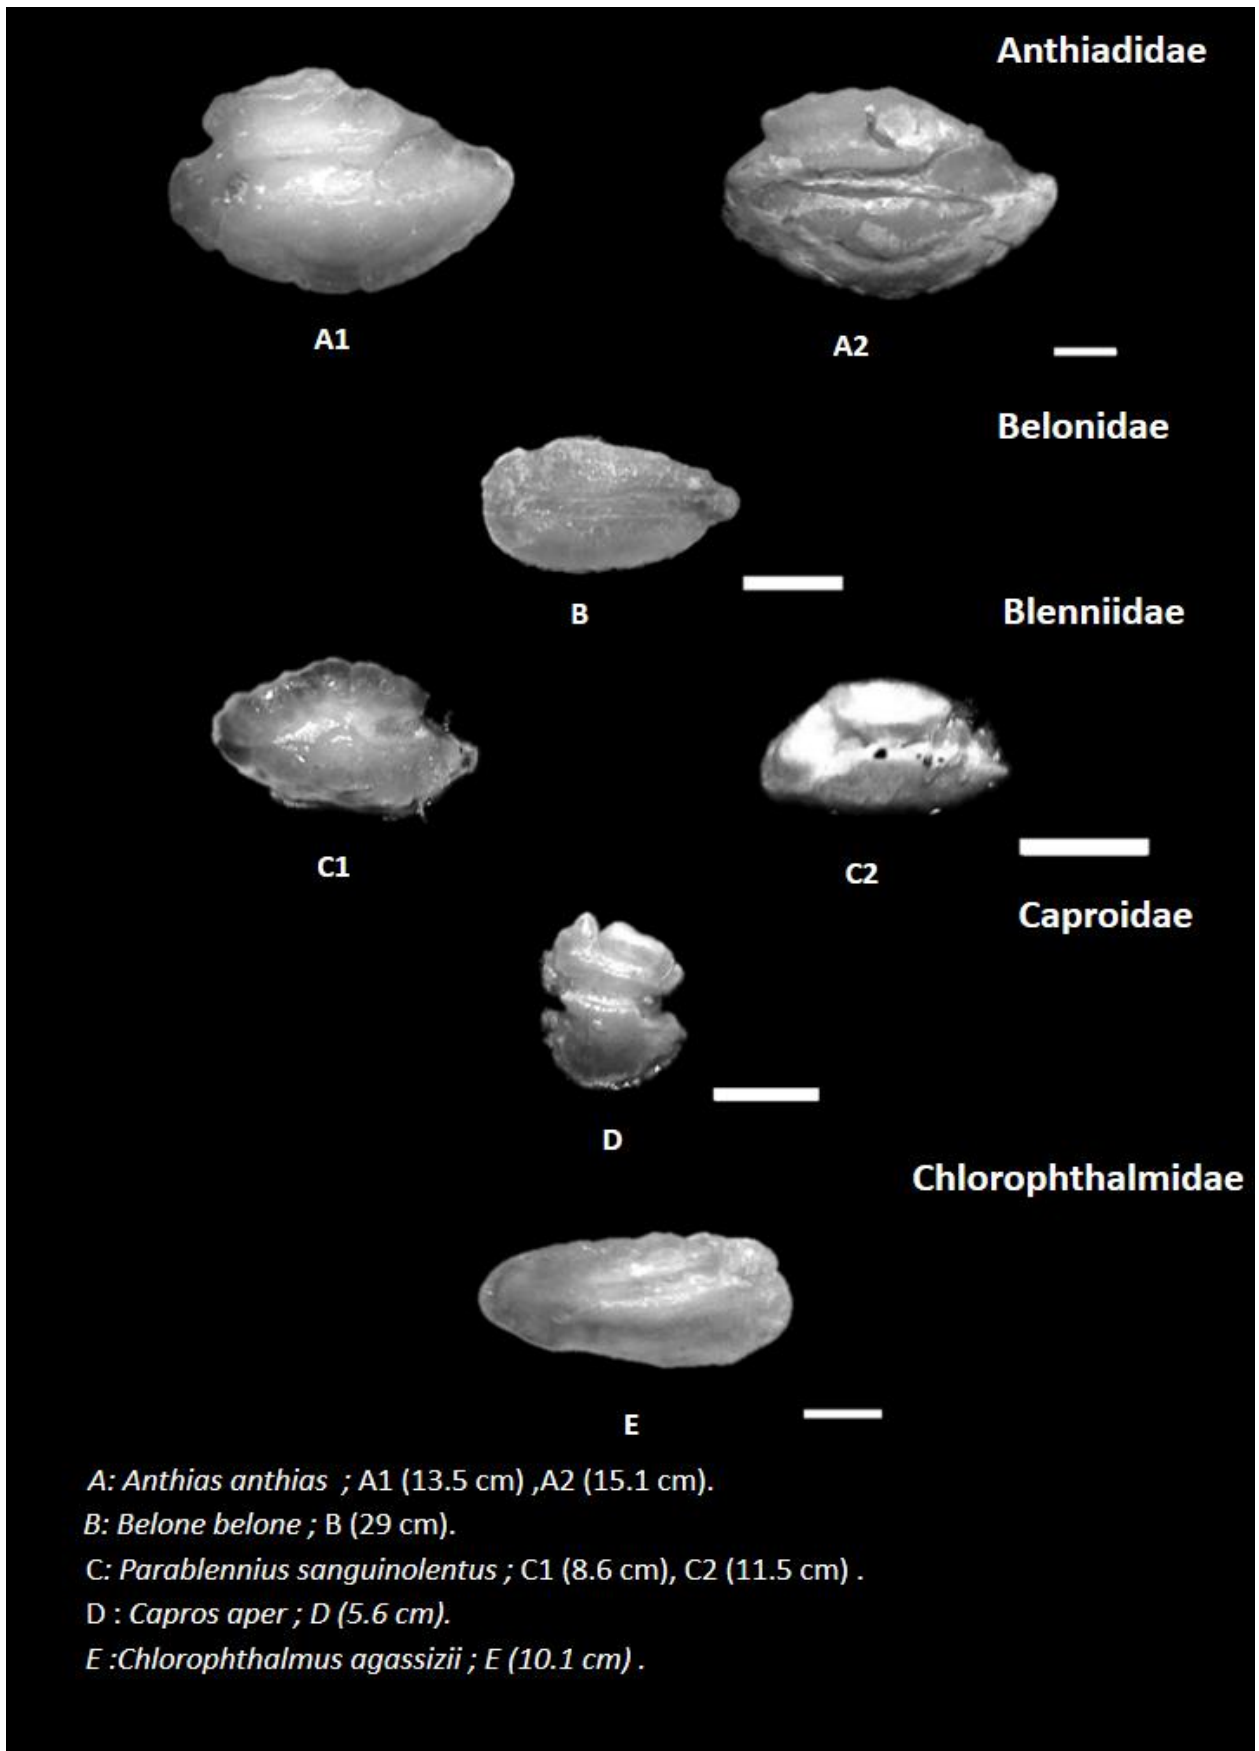 Anthiadidae
A1
A2
Belonidae
B
Blenniidae
C1
C2
Caproidae
D
Chlorophthalmidae
E
A: Anthias anthias ; A1 (13.5 cm) ,A2 (15.1 cm).
B: Belone belone ; B (29 cm).
C: Parablennius sanguinolentus ; C1 (8.6 cm), C2 (11.5 cm) .
D : Capros aper ; D (5.6 cm).
E :Chlorophthalmus agassizii ; E (10.1 cm) .